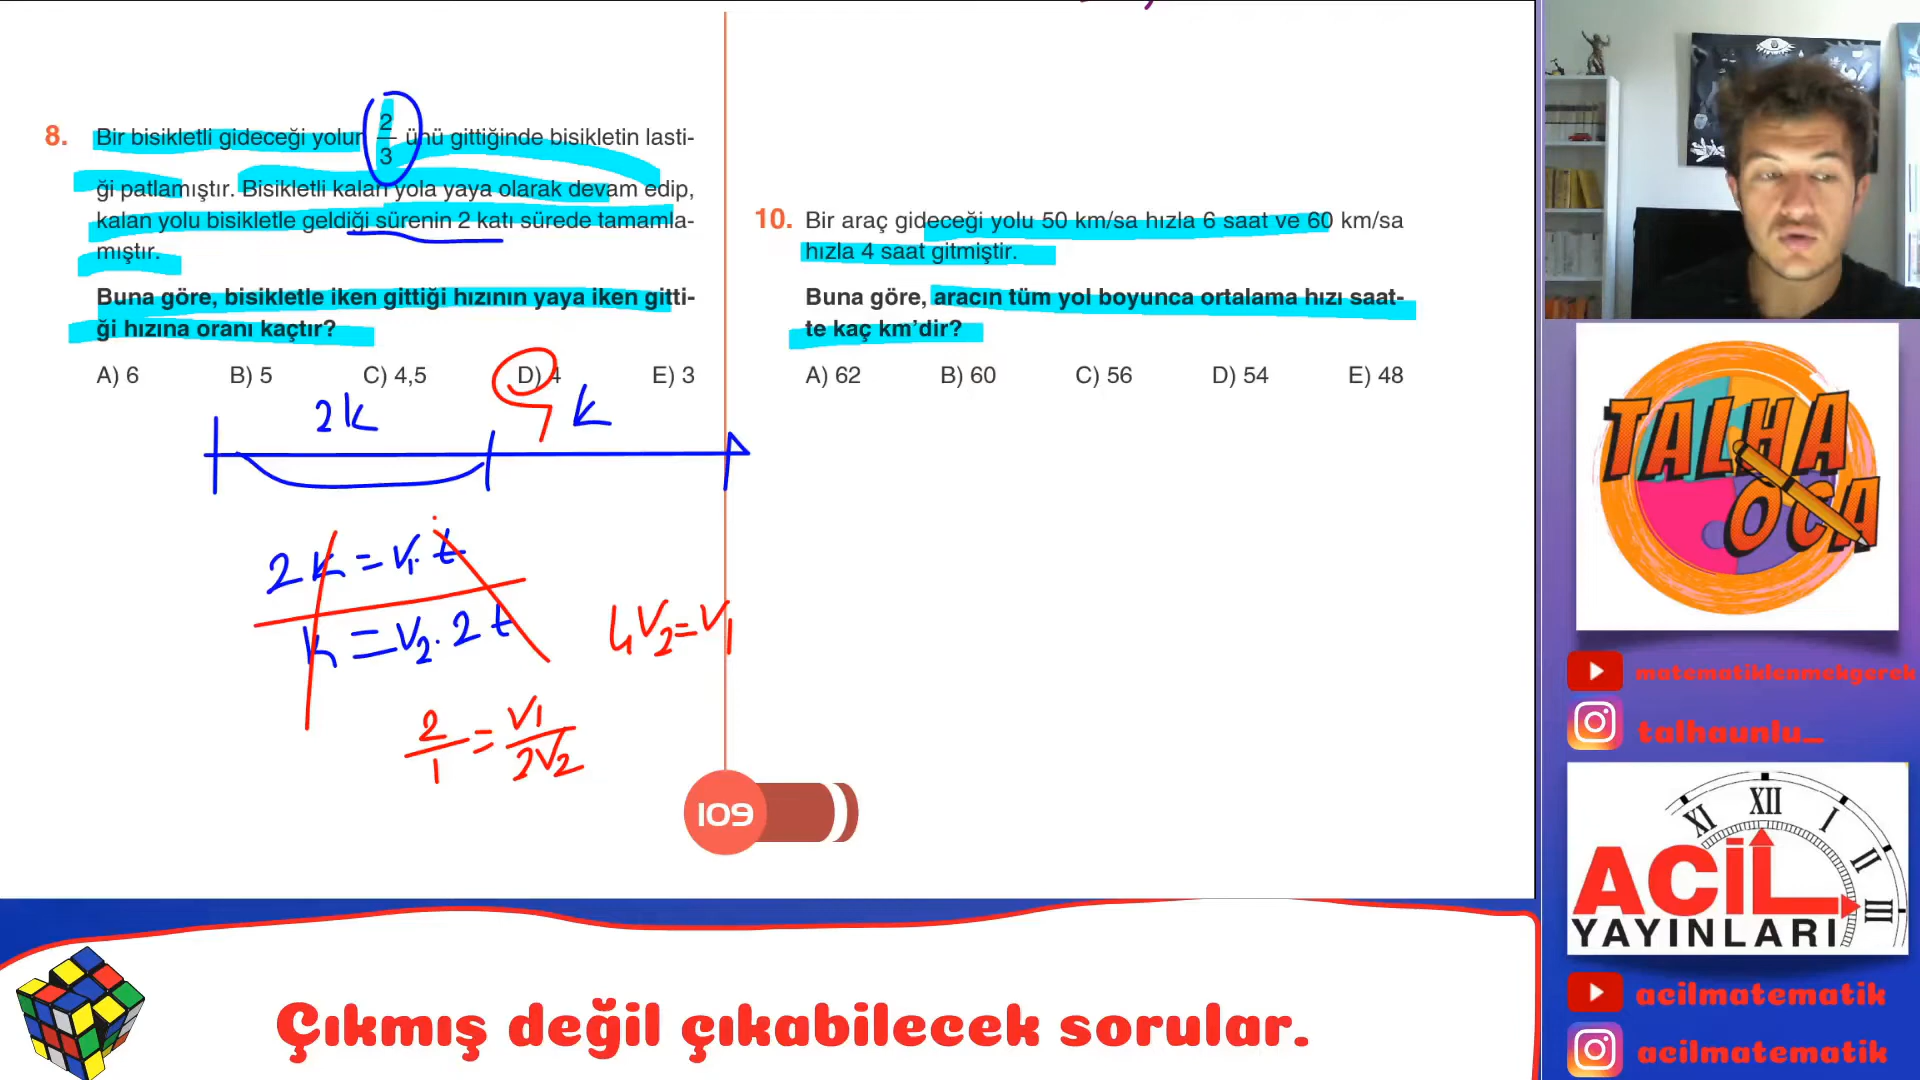 8. Bir bisikletli gideceği yolun 2/3 ünü gittiğinde bisikletin lasti-
ği patlamıştır. Bisikletli kalan yola yaya olarak devam edip,
kalan yolu bisikletle geldiği sürenin 2 katı sürede tamamla-
mıştır.
Buna göre, bisikletle iken gittiği hızının yaya iken gitti-
ği hızına oranı kaçtır?
A) 6 B) 5 C) 4,5 D) 4 E) 3
2k k
2k = V1.t
k = V2.2t
4V2 = V1
2/1 = V1/2V2
10. Bir araç gideceği yolu 50 km/sa hızla 6 saat ve 60 km/sa
hızla 4 saat gitmiştir.
Buna göre, aracın tüm yol boyunca ortalama hızı saat-
te kaç km'dir?
A) 62 B) 60 C) 56 D) 54 E) 48
109
TALHA
OCA
matematiklenmekgerek
talhaunlu_
XI XII I II III
ACİL
YAYINLARI
acilmatematik
acilmatematik
Çıkmış değil çıkabilecek sorular.